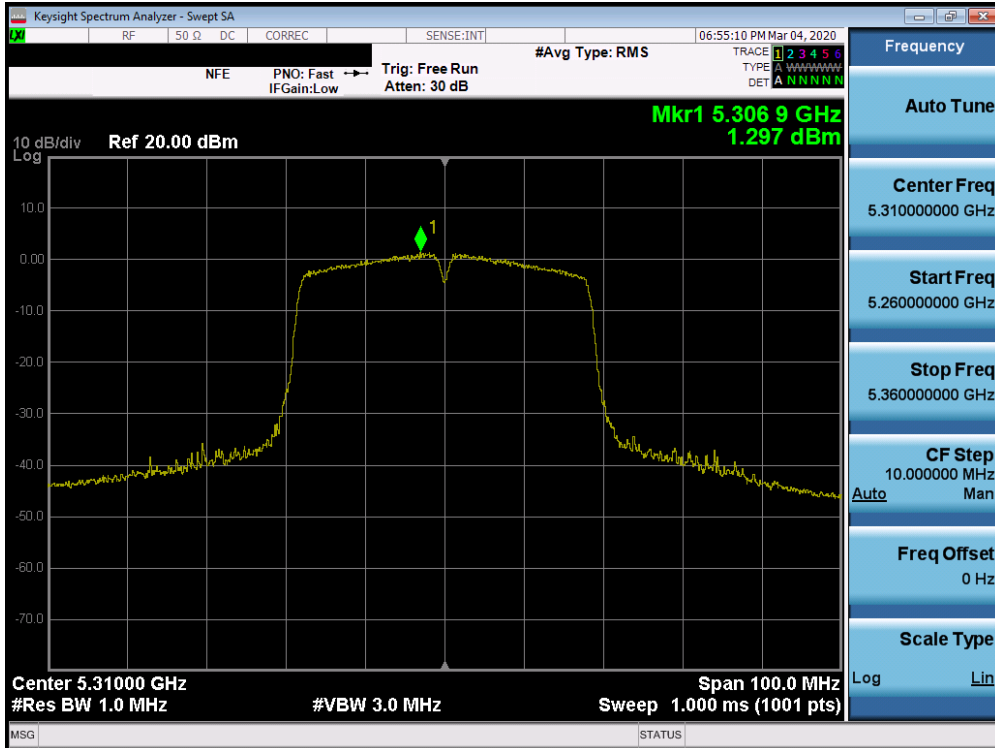 Keysight Spectrum Analyzer - Swept SA
LXI RF 50 Ω DC CORREC SENSE:INT 06:55:10 PM Mar 04, 2020
#Avg Type: RMS TRACE 1 2 3 4 5 6
NFE PNO: Fast Trig: Free Run TYPE A WWWWW
IFGain:Low Atten: 30 dB DET A N N N N N
Mkr1 5.306 9 GHz
1.297 dBm
10 dB/div Ref 20.00 dBm
Log
10.0
1
0.00
-10.0
-20.0
-30.0
-40.0
-50.0
-60.0
-70.0
Center 5.31000 GHz Span 100.0 MHz
#Res BW 1.0 MHz #VBW 3.0 MHz Sweep 1.000 ms (1001 pts)
MSG STATUS
Frequency
Auto Tune
Center Freq
5.310000000 GHz
Start Freq
5.260000000 GHz
Stop Freq
5.360000000 GHz
CF Step
10.000000 MHz
Auto Man
Freq Offset
0 Hz
Scale Type
Log Lin